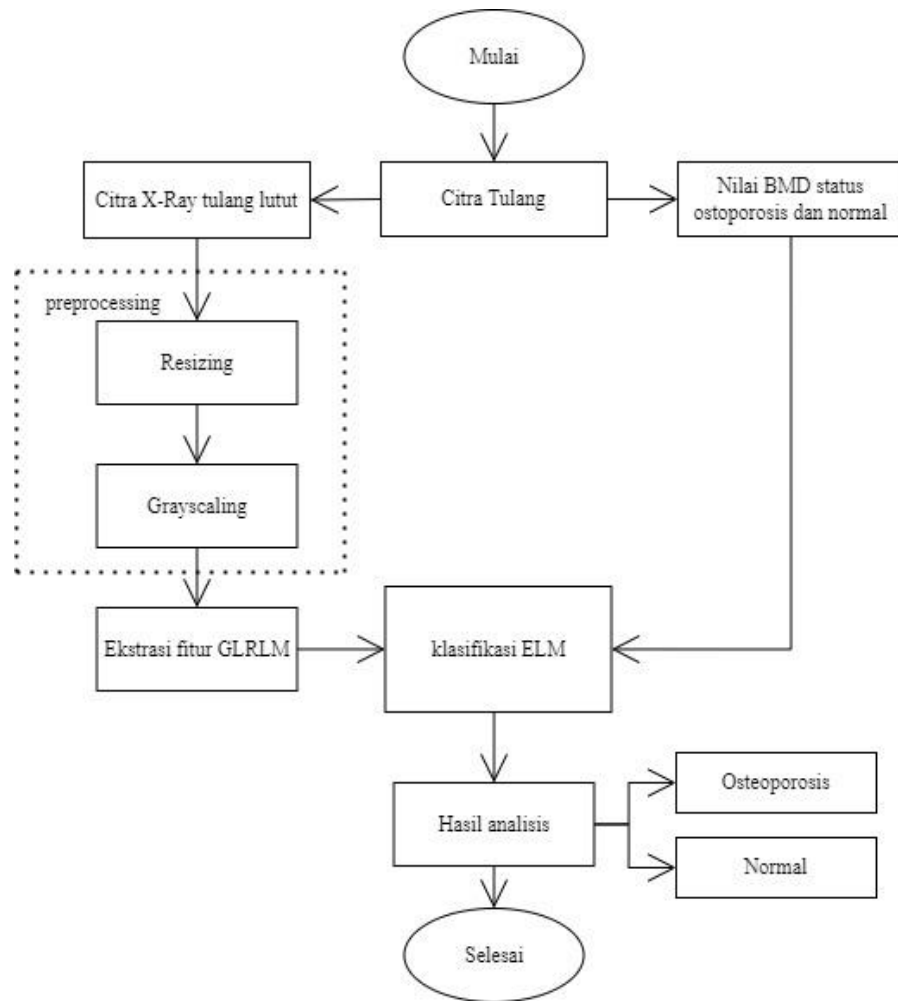 Mulai
Citra X-Ray tulang lutut
Citra Tulang
Nilai BMD status
ostoporosis dan normal
preprocessing
Resizing
Grayscaling
Ekstrasi fitur GLRLM
klasifikasi ELM
Hasil analisis
Osteoporosis
Normal
Selesai